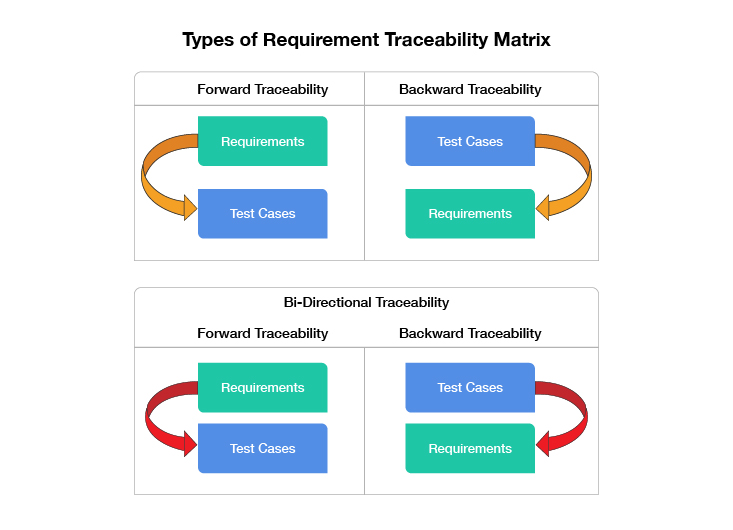 Types of Requirement Traceability Matrix
Forward Traceability
Backward Traceability
Requirements
Test Cases
Test Cases
Requirements
Bi-Directional Traceability
Forward Traceability
Backward Traceability
Requirements
Test Cases
Test Cases
Requirements